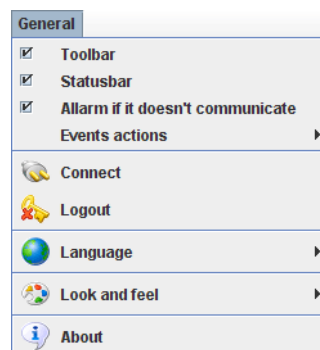 General
Toolbar
Statusbar
Allarm if it doesn't communicate
Events actions
Connect
Logout
Language
Look and feel
About